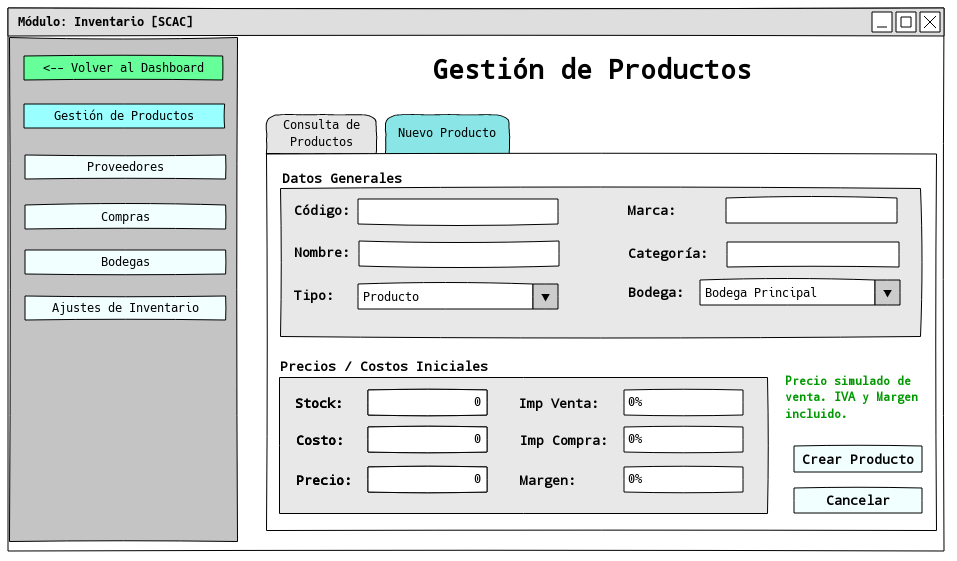 Módulo: Inventario [SCAC]
<-- Volver al Dashboard
Gestión de Productos
Proveedores
Compras
Bodegas
Ajustes de Inventario
Gestión de Productos
Consulta de
Productos
Nuevo Producto
Datos Generales
Código:
Marca:
Nombre:
Categoría:
Tipo: Producto
Bodega: Bodega Principal
Precios / Costos Iniciales
Stock: 0
Imp Venta: 0%
Costo: 0
Imp Compra: 0%
Precio: 0
Margen: 0%
Precio simulado de
venta. IVA y Margen
incluido.
Crear Producto
Cancelar